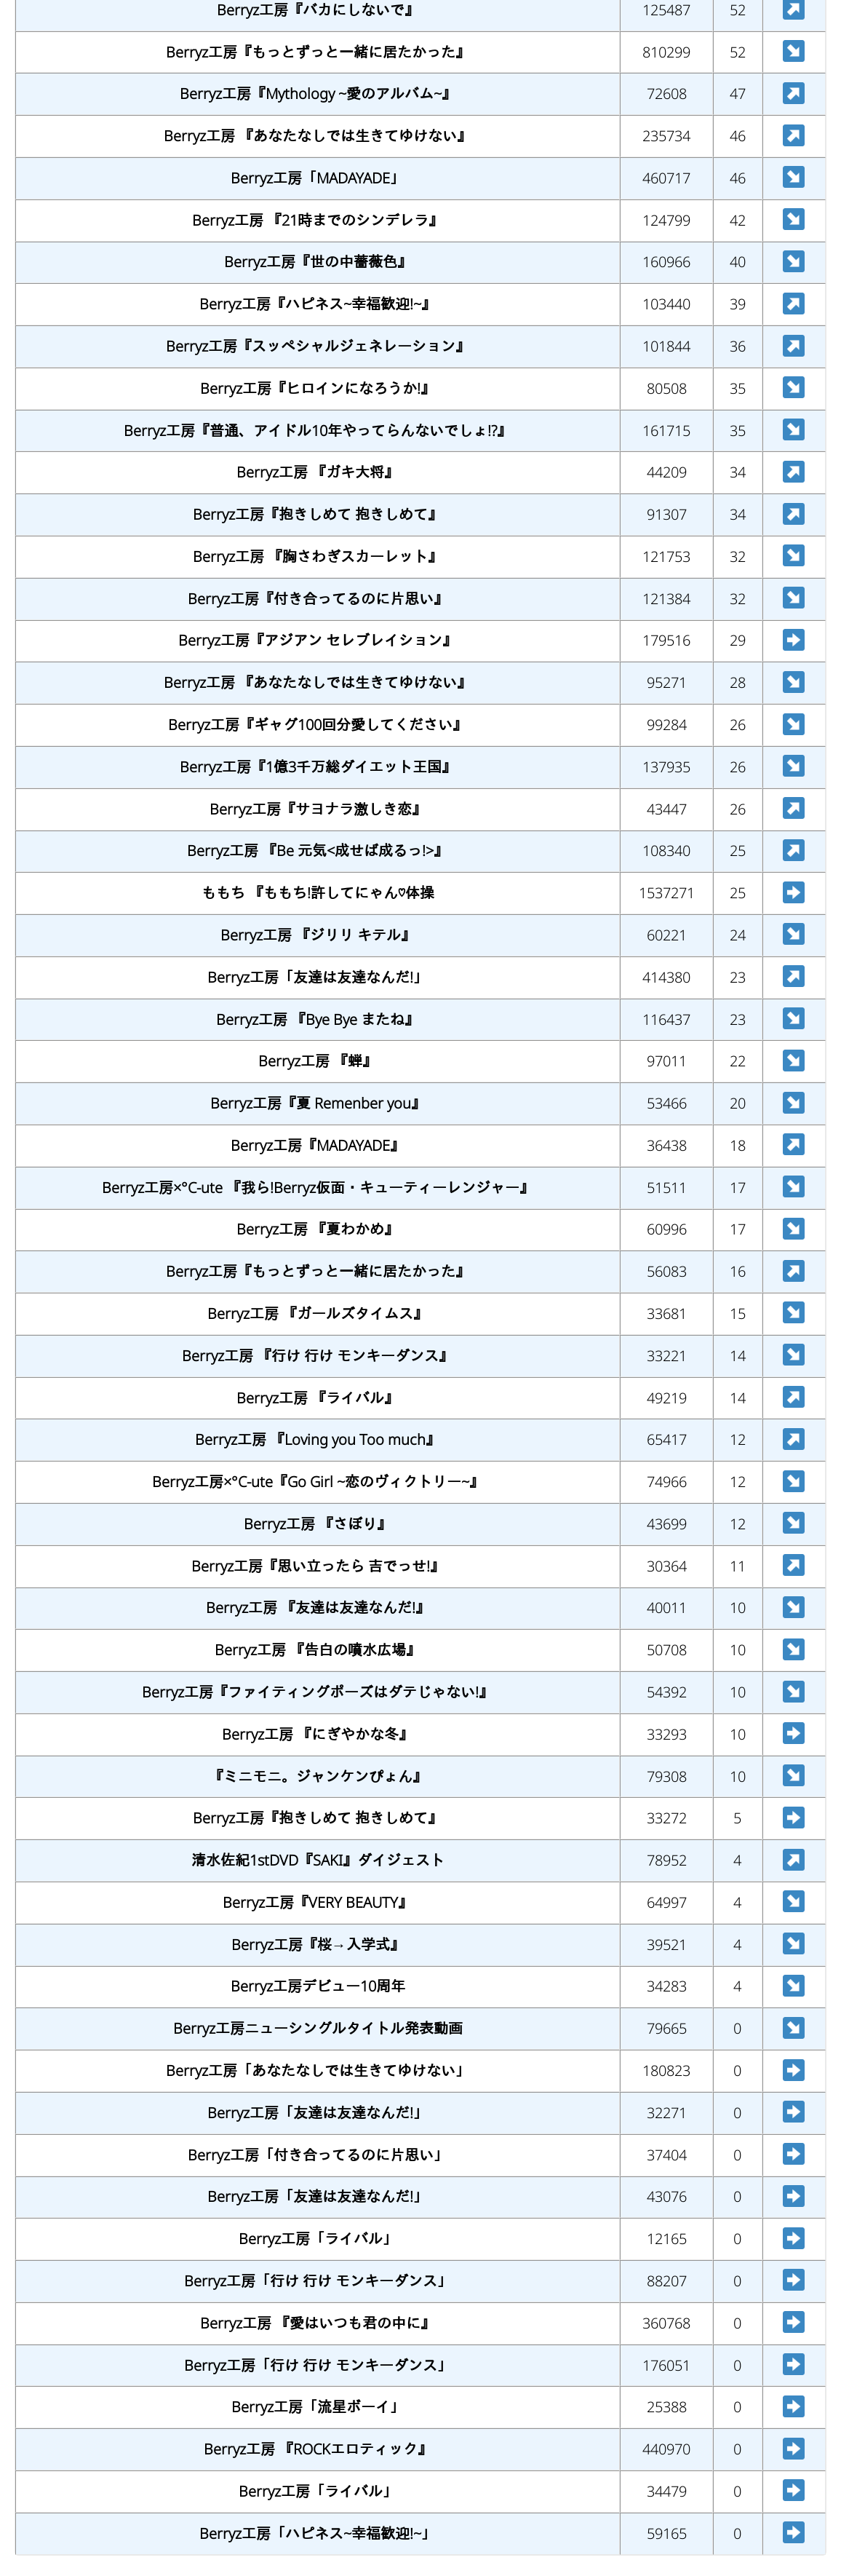 Berryz工房『バカにしないで』 125487 52 ↗
Berryz工房『もっとずっと一緒に居たかった』 810299 52 ↘
Berryz工房『Mythology ~愛のアルバム~』 72608 47 ↗
Berryz工房 『あなたなしでは生きてゆけない』 235734 46 ↗
Berryz工房「MADAYADE」 460717 46 ↘
Berryz工房 『21時までのシンデレラ』 124799 42 ↘
Berryz工房『世の中薔薇色』 160966 40 ↘
Berryz工房『ハピネス~幸福歓迎!~』 103440 39 ↗
Berryz工房『スッペシャルジェネレ～ション』 101844 36 ↗
Berryz工房『ヒロインになろうか!』 80508 35 ↘
Berryz工房『普通、アイドル10年やってらんないでしょ!?』 161715 35 ↘
Berryz工房 『ガキ大将』 44209 34 ↗
Berryz工房『抱きしめて 抱きしめて』 91307 34 ↗
Berryz工房 『胸さわぎスカーレット』 121753 32 ↘
Berryz工房『付き合ってるのに片思い』 121384 32 ↘
Berryz工房『アジアン セレブレイション』 179516 29 ➡
Berryz工房 『あなたなしでは生きてゆけない』 95271 28 ↘
Berryz工房『ギャグ100回分愛してください』 99284 26 ↘
Berryz工房『1億3千万総ダイエット王国』 137935 26 ↘
Berryz工房『サヨナラ激しき恋』 43447 26 ↗
Berryz工房 『Be 元気<成せば成るっ!>』 108340 25 ↗
ももち 『ももち!許してにゃん♡体操 1537271 25 ➡
Berryz工房 『ジリリ キテル』 60221 24 ↘
Berryz工房「友達は友達なんだ!」 414380 23 ↗
Berryz工房 『Bye Bye またね』 116437 23 ↘
Berryz工房 『蝉』 97011 22 ↘
Berryz工房『夏 Remenber you』 53466 20 ↘
Berryz工房『MADAYADE』 36438 18 ↗
Berryz工房×°C-ute 『我ら!Berryz仮面・キューティーレンジャー』 51511 17 ↘
Berryz工房 『夏わかめ』 60996 17 ↘
Berryz工房『もっとずっと一緒に居たかった』 56083 16 ↗
Berryz工房 『ガールズタイムス』 33681 15 ↘
Berryz工房 『行け 行け モンキーダンス』 33221 14 ↘
Berryz工房 『ライバル』 49219 14 ↗
Berryz工房 『Loving you Too much』 65417 12 ↗
Berryz工房×°C-ute『Go Girl ~恋のヴィクトリー~』 74966 12 ↘
Berryz工房 『さぼり』 43699 12 ↘
Berryz工房『思い立ったら 吉でっせ!』 30364 11 ↗
Berryz工房 『友達は友達なんだ!』 40011 10 ↘
Berryz工房 『告白の噴水広場』 50708 10 ↘
Berryz工房『ファイティングポーズはダテじゃない!』 54392 10 ↘
Berryz工房 『にぎやかな冬』 33293 10 ➡
『ミニモニ。ジャンケンぴょん』 79308 10 ↘
Berryz工房『抱きしめて 抱きしめて』 33272 5 ➡
清水佐紀1stDVD『SAKI』ダイジェスト 78952 4 ↗
Berryz工房『VERY BEAUTY』 64997 4 ↘
Berryz工房『桜→入学式』 39521 4 ↘
Berryz工房デビュー10周年 34283 4 ↘
Berryz工房ニューシングルタイトル発表動画 79665 0 ↘
Berryz工房「あなたなしでは生きてゆけない」 180823 0 ➡
Berryz工房「友達は友達なんだ!」 32271 0 ➡
Berryz工房「付き合ってるのに片思い」 37404 0 ➡
Berryz工房「友達は友達なんだ!」 43076 0 ➡
Berryz工房「ライバル」 12165 0 ➡
Berryz工房「行け 行け モンキーダンス」 88207 0 ➡
Berryz工房 『愛はいつも君の中に』 360768 0 ➡
Berryz工房「行け 行け モンキーダンス」 176051 0 ➡
Berryz工房「流星ボーイ」 25388 0 ➡
Berryz工房 『ROCKエロティック』 440970 0 ➡
Berryz工房「ライバル」 34479 0 ➡
Berryz工房「ハピネス~幸福歓迎!~」 59165 0 ➡